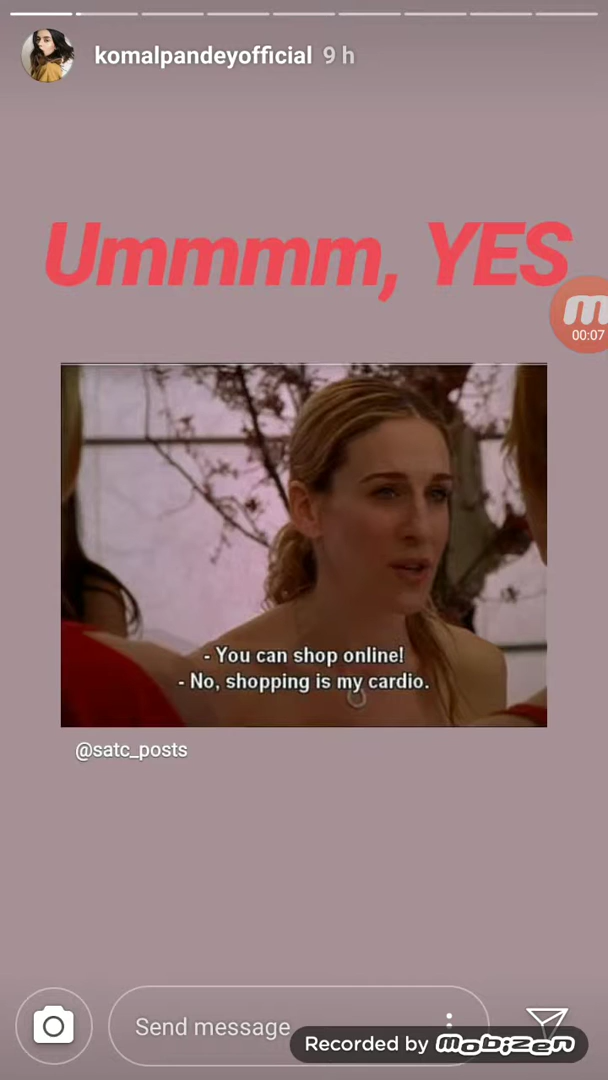 komalpandeyofficial 9 h
Ummmm, YES
m
00:07
- You can shop online!
- No, shopping is my cardio.
@satc_posts
Send message
Recorded by mobizen